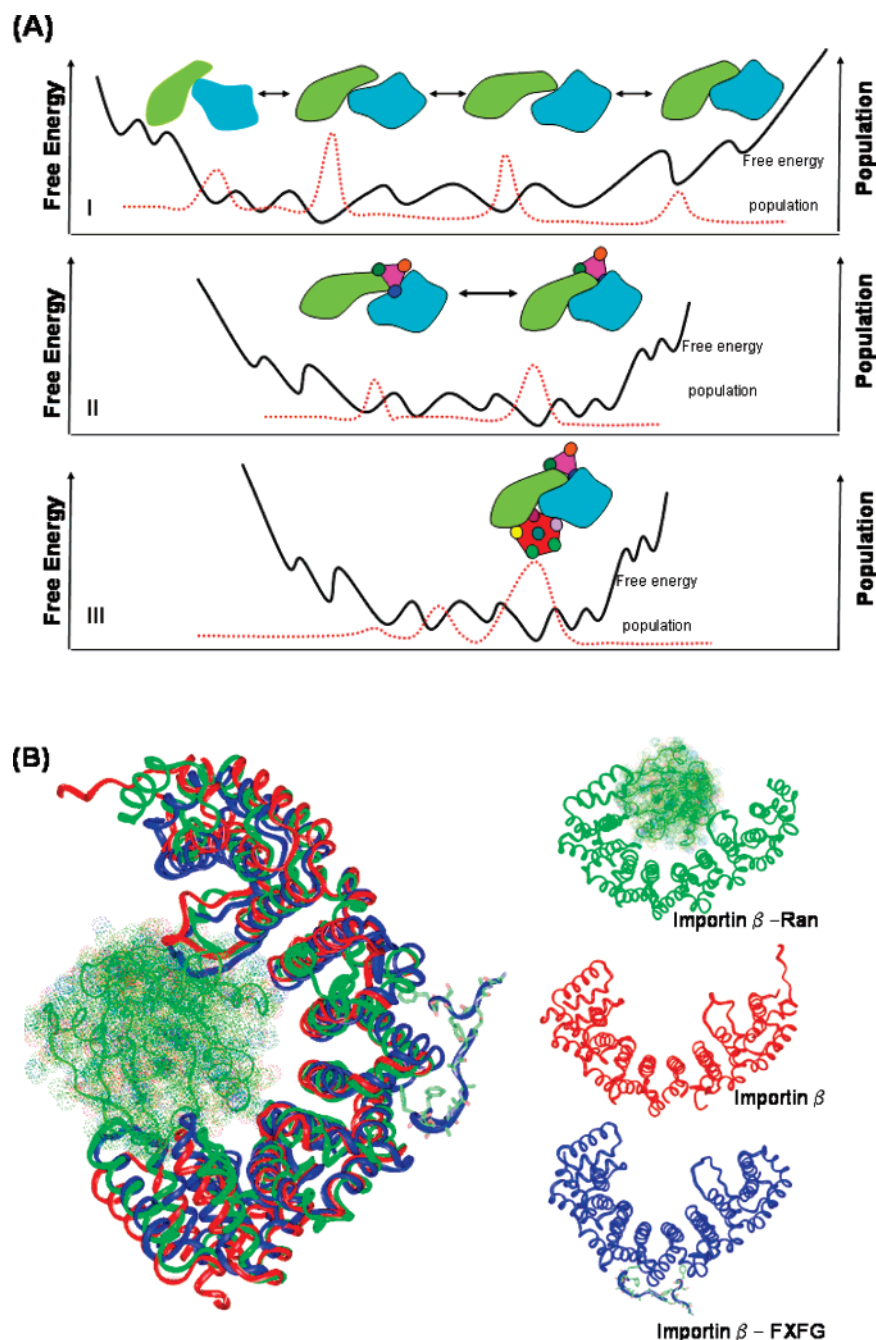 (A)
Free Energy
Population
Free energy
population
I
Free Energy
Population
Free energy
population
II
Free Energy
Population
Free energy
population
III
(B)
Importin β –Ran
Importin β
Importin β – FXFG